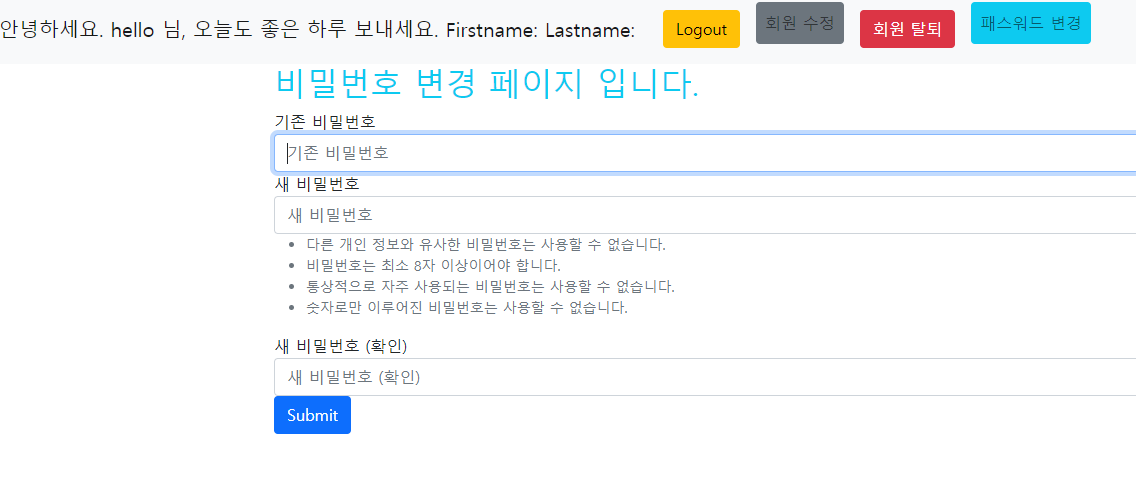 안녕하세요. hello 님, 오늘도 좋은 하루 보내세요. Firstname: Lastname: Logout 회원 수정 회원 탈퇴 패스워드 변경
비밀번호 변경 페이지 입니다.
기존 비밀번호
기존 비밀번호
새 비밀번호
새 비밀번호
• 다른 개인 정보와 유사한 비밀번호는 사용할 수 없습니다.
• 비밀번호는 최소 8자 이상이어야 합니다.
• 통상적으로 자주 사용되는 비밀번호는 사용할 수 없습니다.
• 숫자로만 이루어진 비밀번호는 사용할 수 없습니다.
새 비밀번호 (확인)
새 비밀번호 (확인)
Submit